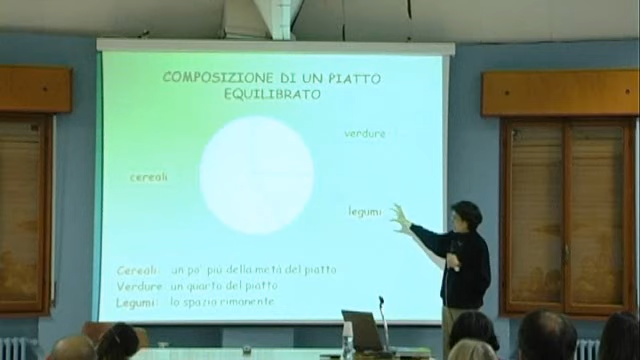 COMPOSIZIONE DI UN PIATTO
EQUILIBRATO
verdure
cereali
legumi
Cereali: un po' più della metà del piatto
Verdure: un quarto del piatto
Legumi: lo spazio rimanente